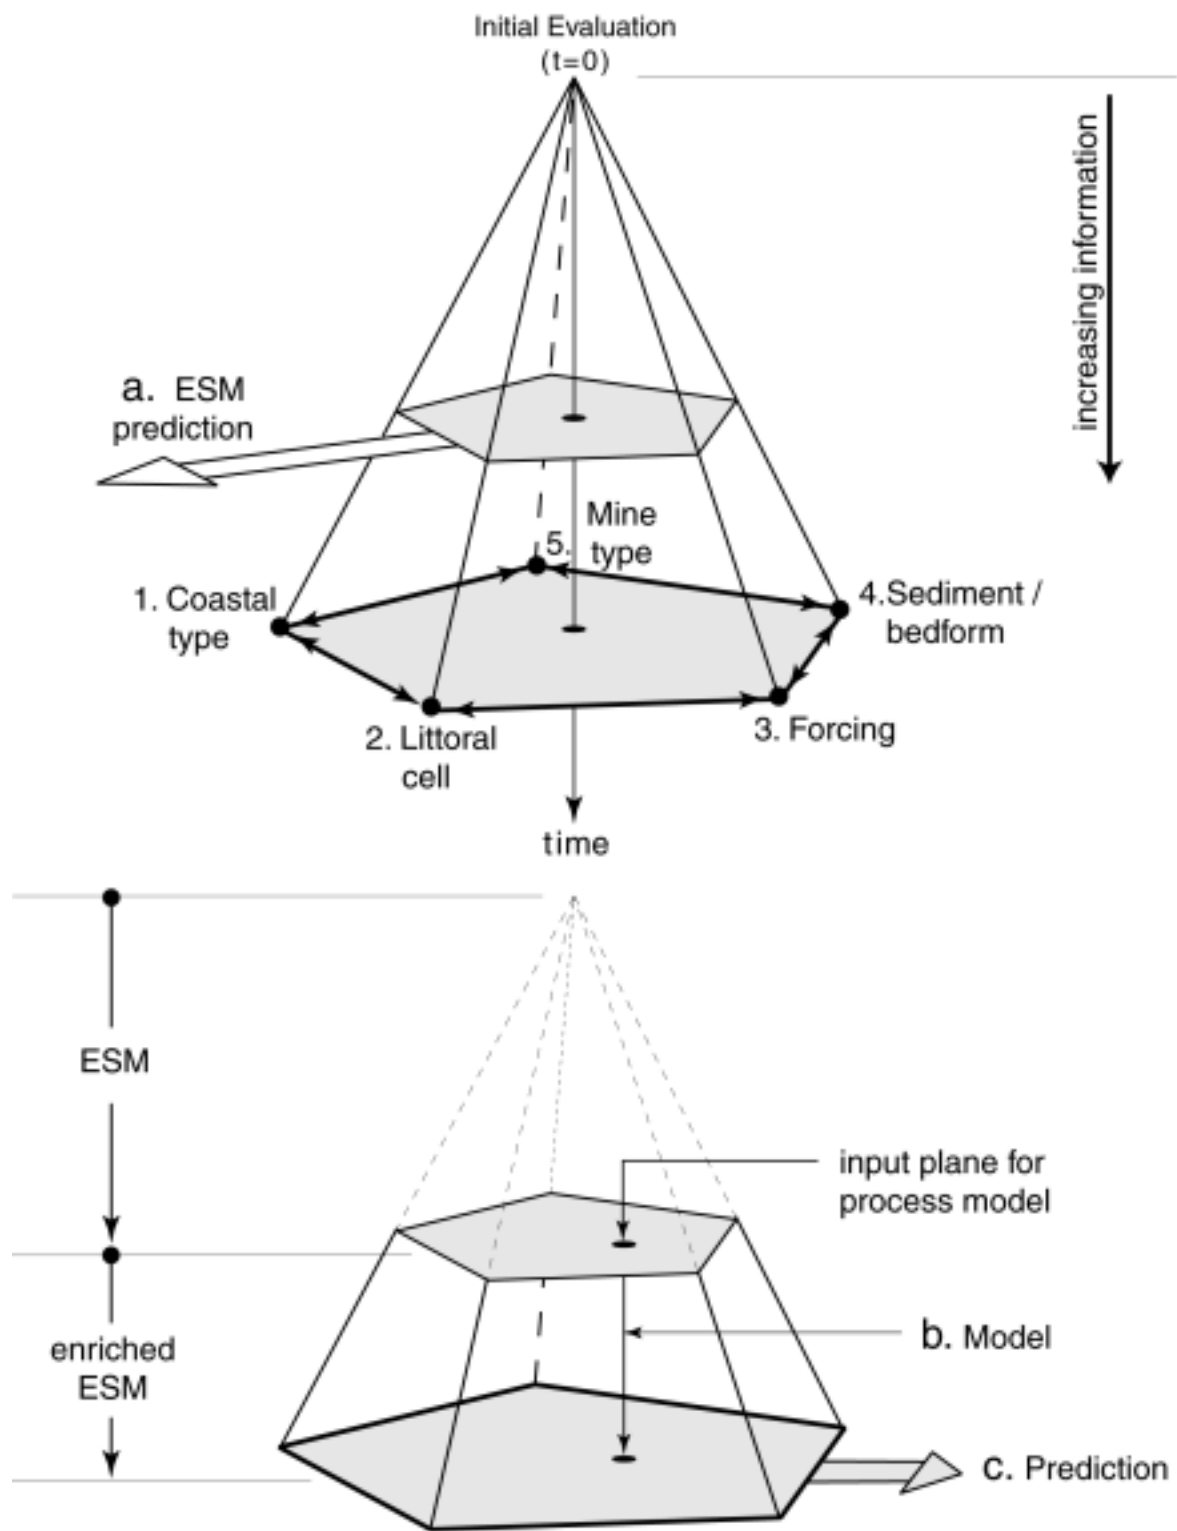 Initial Evaluation
(t=0)
increasing information
a. ESM
prediction
5. Mine
type
1. Coastal
type
4.Sediment /
bedform
2. Littoral
cell
3. Forcing
time
ESM
input plane for
process model
enriched
ESM
b. Model
c. Prediction